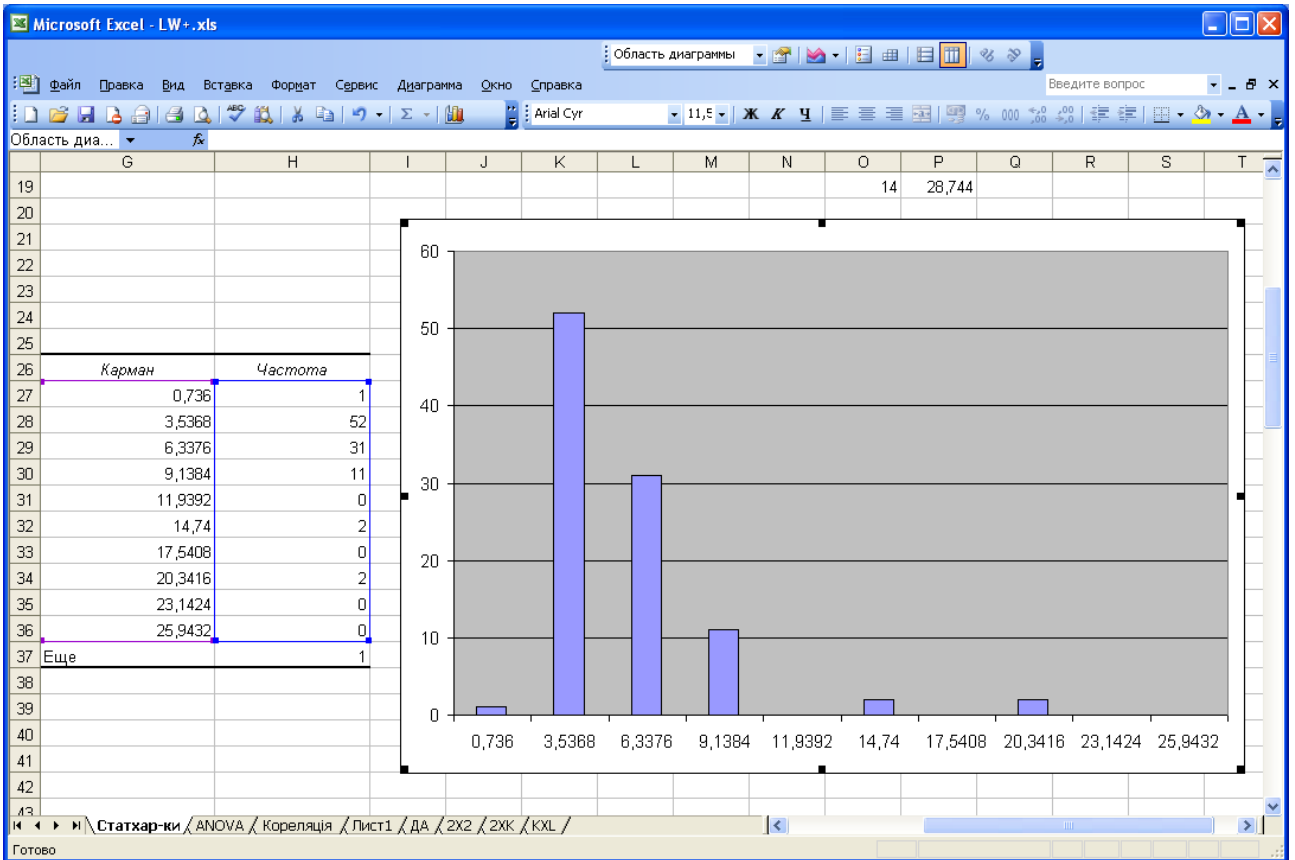 Microsoft Excel - LW+.xls
Область диаграммы
Файл Правка Вид Вставка Формат Сервис Диаграмма Окно Справка Введите вопрос
Arial Cyr 11,5 Ж К Ч % 000
Область диа... fx
G H I J K L M N O P Q R S T
19 14 28,744
20
21
22
23
24
25
26 Карман Частота
27 0,736 1
28 3,5368 52
29 6,3376 31
30 9,1384 11
31 11,9392 0
32 14,74 2
33 17,5408 0
34 20,3416 2
35 23,1424 0
36 25,9432 0
37 Еще 1
38
39
40
41
42
43
60
50
40
30
20
10
0
0,736 3,5368 6,3376 9,1384 11,9392 14,74 17,5408 20,3416 23,1424 25,9432
Статхар-ки ANOVA Кореляція Лист1 ДА 2X2 2XK KXL
Готово